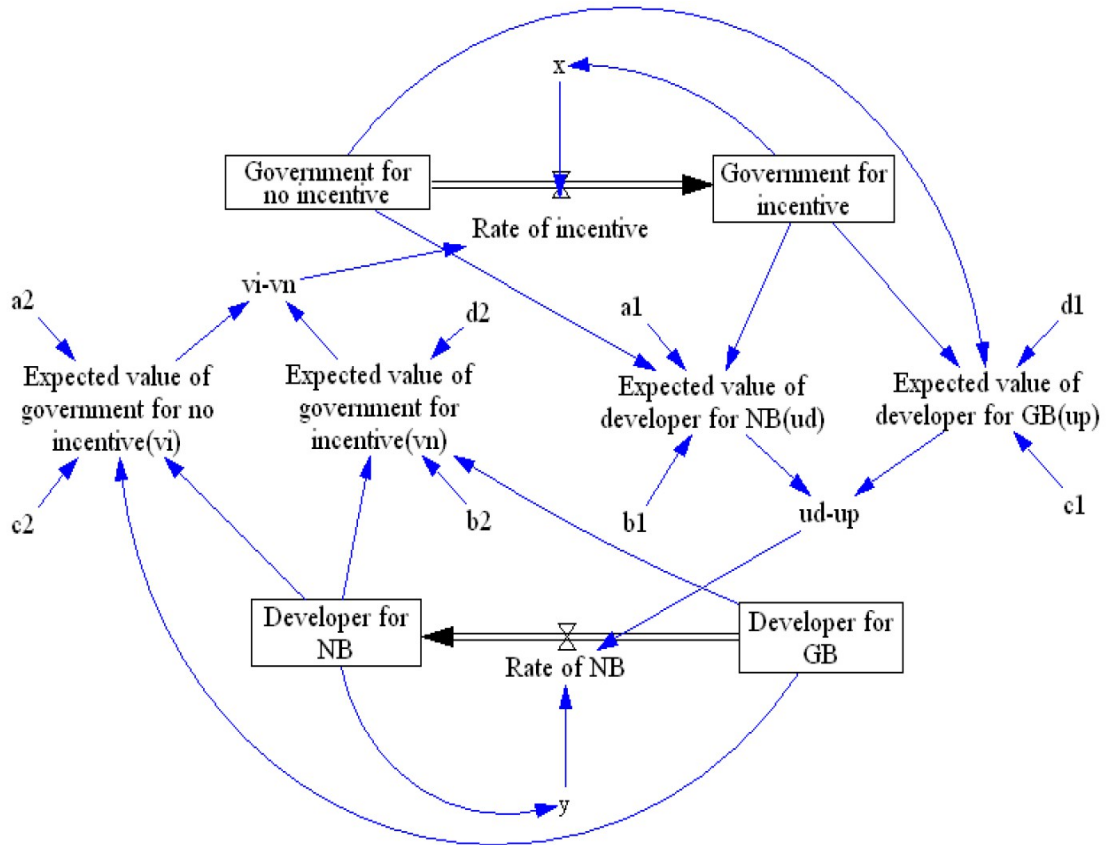 x
Government for
no incentive
Government for
incentive
Rate of incentive
vi-vn
a2
d2
a1
d1
Expected value of
government for no
incentive(vi)
Expected value of
government for
incentive(vn)
Expected value of
developer for NB(ud)
Expected value of
developer for GB(up)
c2
b2
b1
ud-up
c1
Developer for
NB
Developer for
GB
Rate of NB
y